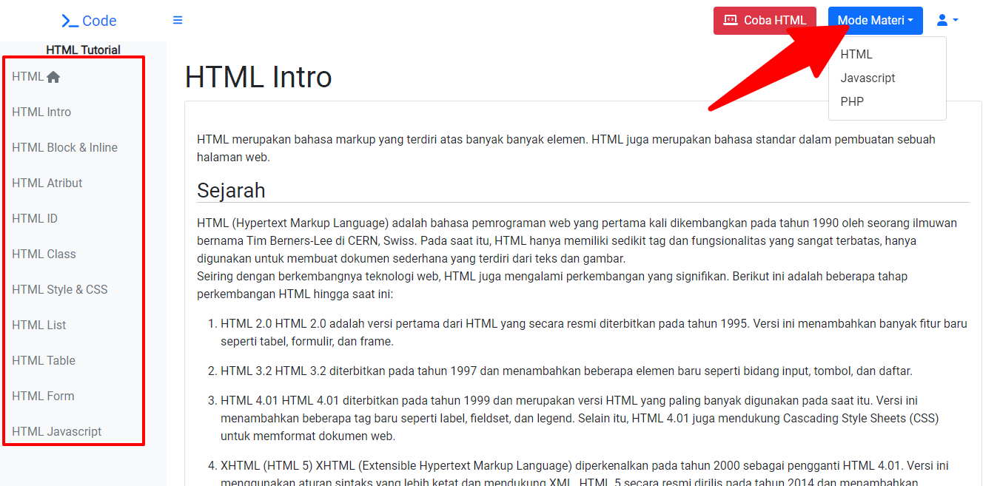 Code
Coba HTML
Mode Materi
HTML
Javascript
PHP
HTML Tutorial
HTML
HTML Intro
HTML Block & Inline
HTML Atribut
HTML ID
HTML Class
HTML Style & CSS
HTML List
HTML Table
HTML Form
HTML Javascript
HTML Intro
HTML merupakan bahasa markup yang terdiri atas banyak banyak elemen. HTML juga merupakan bahasa standar dalam pembuatan sebuah
halaman web.
Sejarah
HTML (Hypertext Markup Language) adalah bahasa pemrograman web yang pertama kali dikembangkan pada tahun 1990 oleh seorang ilmuwan
bernama Tim Berners-Lee di CERN, Swiss. Pada saat itu, HTML hanya memiliki sedikit tag dan fungsionalitas yang sangat terbatas, hanya
digunakan untuk membuat dokumen sederhana yang terdiri dari teks dan gambar.
Seiring dengan berkembangnya teknologi web, HTML juga mengalami perkembangan yang signifikan. Berikut ini adalah beberapa tahap
perkembangan HTML hingga saat ini:
1. HTML 2.0 HTML 2.0 adalah versi pertama dari HTML yang secara resmi diterbitkan pada tahun 1995. Versi ini menambahkan banyak fitur baru
seperti tabel, formulir, dan frame.
2. HTML 3.2 HTML 3.2 diterbitkan pada tahun 1997 dan menambahkan beberapa elemen baru seperti bidang input, tombol, dan daftar.
3. HTML 4.01 HTML 4.01 diterbitkan pada tahun 1999 dan merupakan versi HTML yang paling banyak digunakan pada saat itu. Versi ini
menambahkan beberapa tag baru seperti label, fieldset, dan legend. Selain itu, HTML 4.01 juga mendukung Cascading Style Sheets (CSS)
untuk memformat dokumen web.
4. XHTML (HTML 5) XHTML (Extensible Hypertext Markup Language) diperkenalkan pada tahun 2000 sebagai pengganti HTML 4.01. Versi ini
menggunakan aturan sintaks yang lebih ketat dan mendukung XML. HTML 5 secara resmi dirilis pada tahun 2014 dan menambahkan